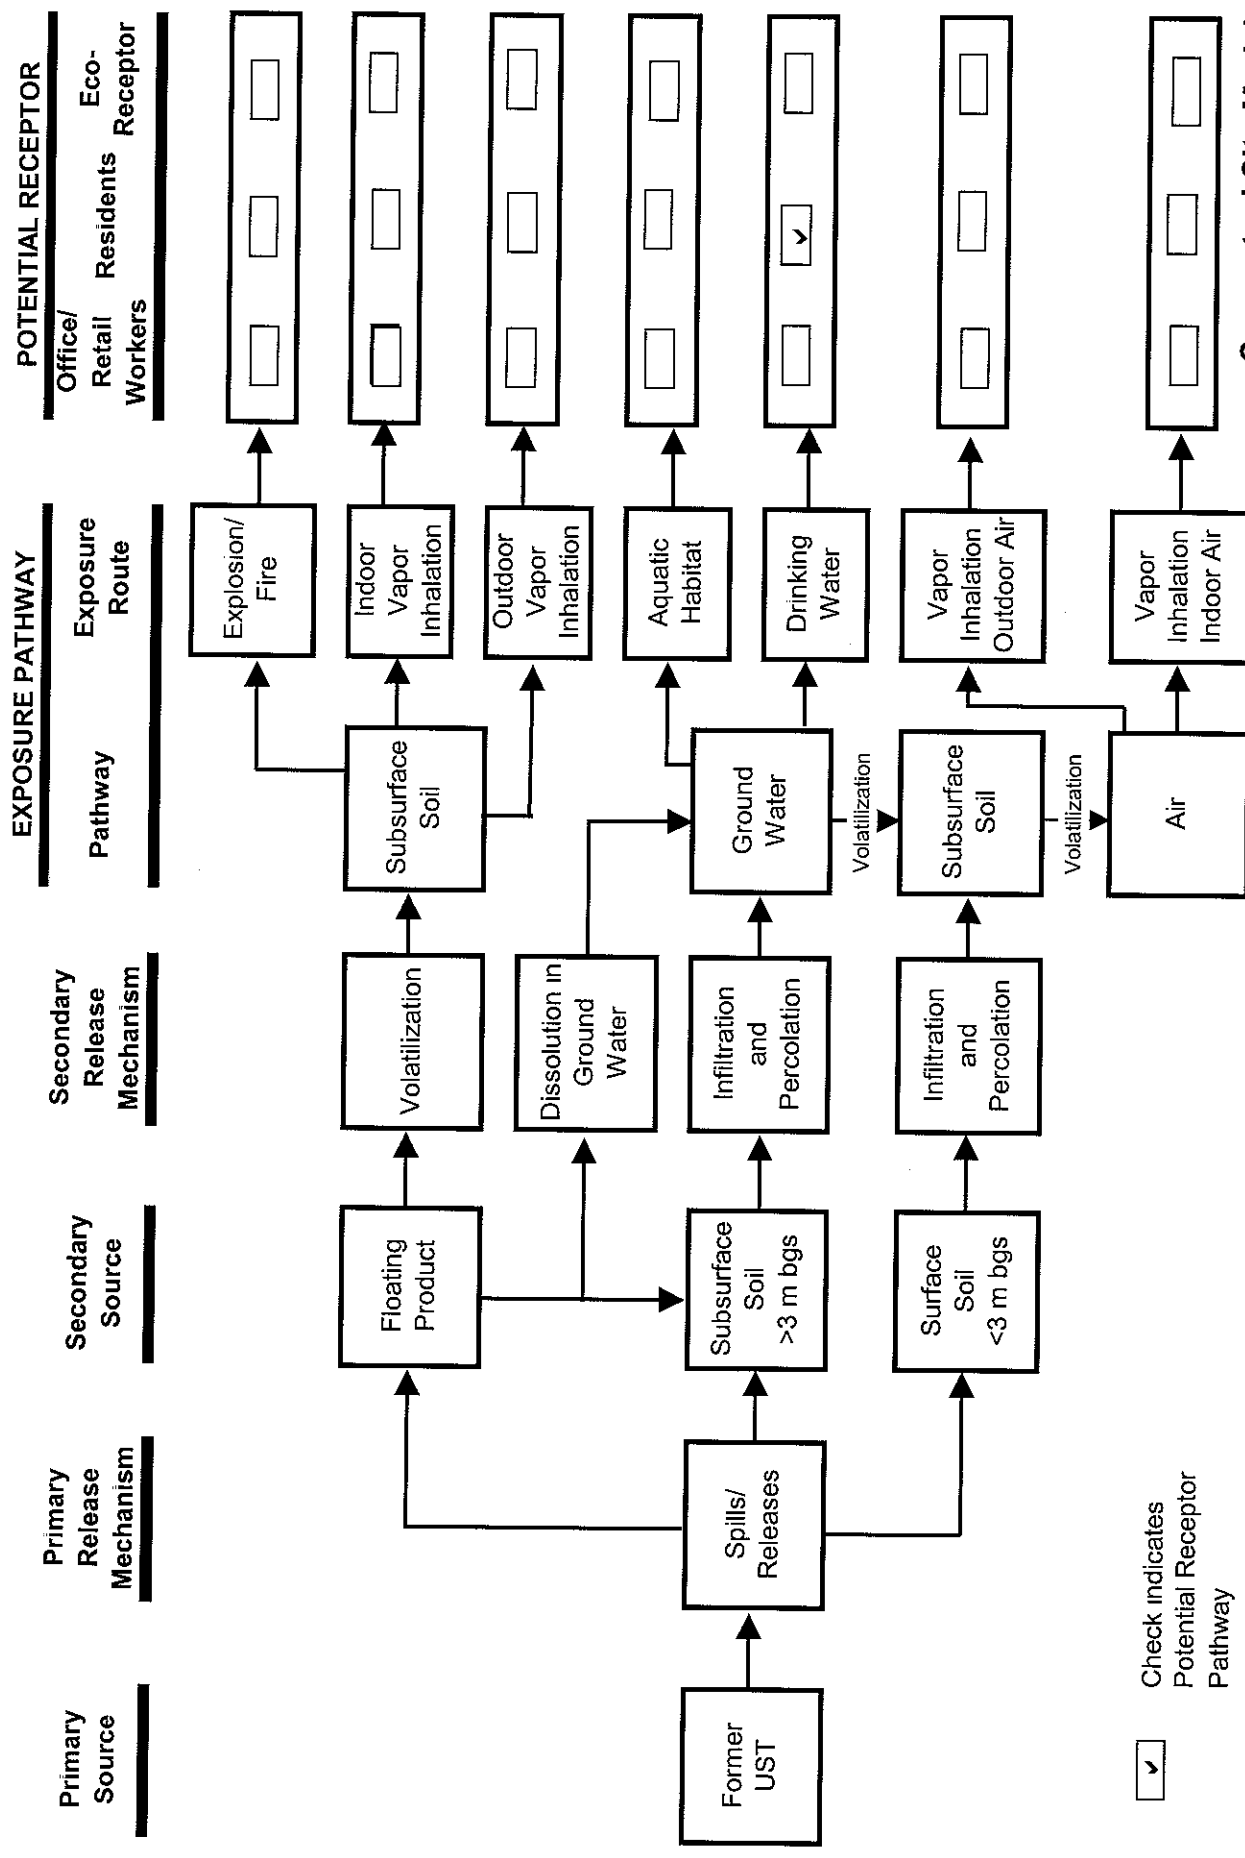 Primary
Source
Primary
Release
Mechanism
Secondary
Source
Secondary
Release
Mechanism
EXPOSURE PATHWAY
Pathway
Exposure
Route
POTENTIAL RECEPTOR
Office/
Retail
Workers
Residents
Eco-
Receptor
Former
UST
Spills/
Releases
Floating
Product
Subsurface
Soil
>3 m bgs
Surface
Soil
<3 m bgs
Volatilization
Dissolution in
Ground
Water
Infiltration
and
Percolation
Infiltration
and
Percolation
Subsurface
Soil
Ground
Water
Volatilization
Subsurface
Soil
Volatilization
Air
Explosion/
Fire
Indoor
Vapor
Inhalation
Outdoor
Vapor
Inhalation
Aquatic
Habitat
Drinking
Water
Vapor
Inhalation
Outdoor Air
Vapor
Inhalation
Indoor Air
Check indicates
Potential Receptor
Pathway